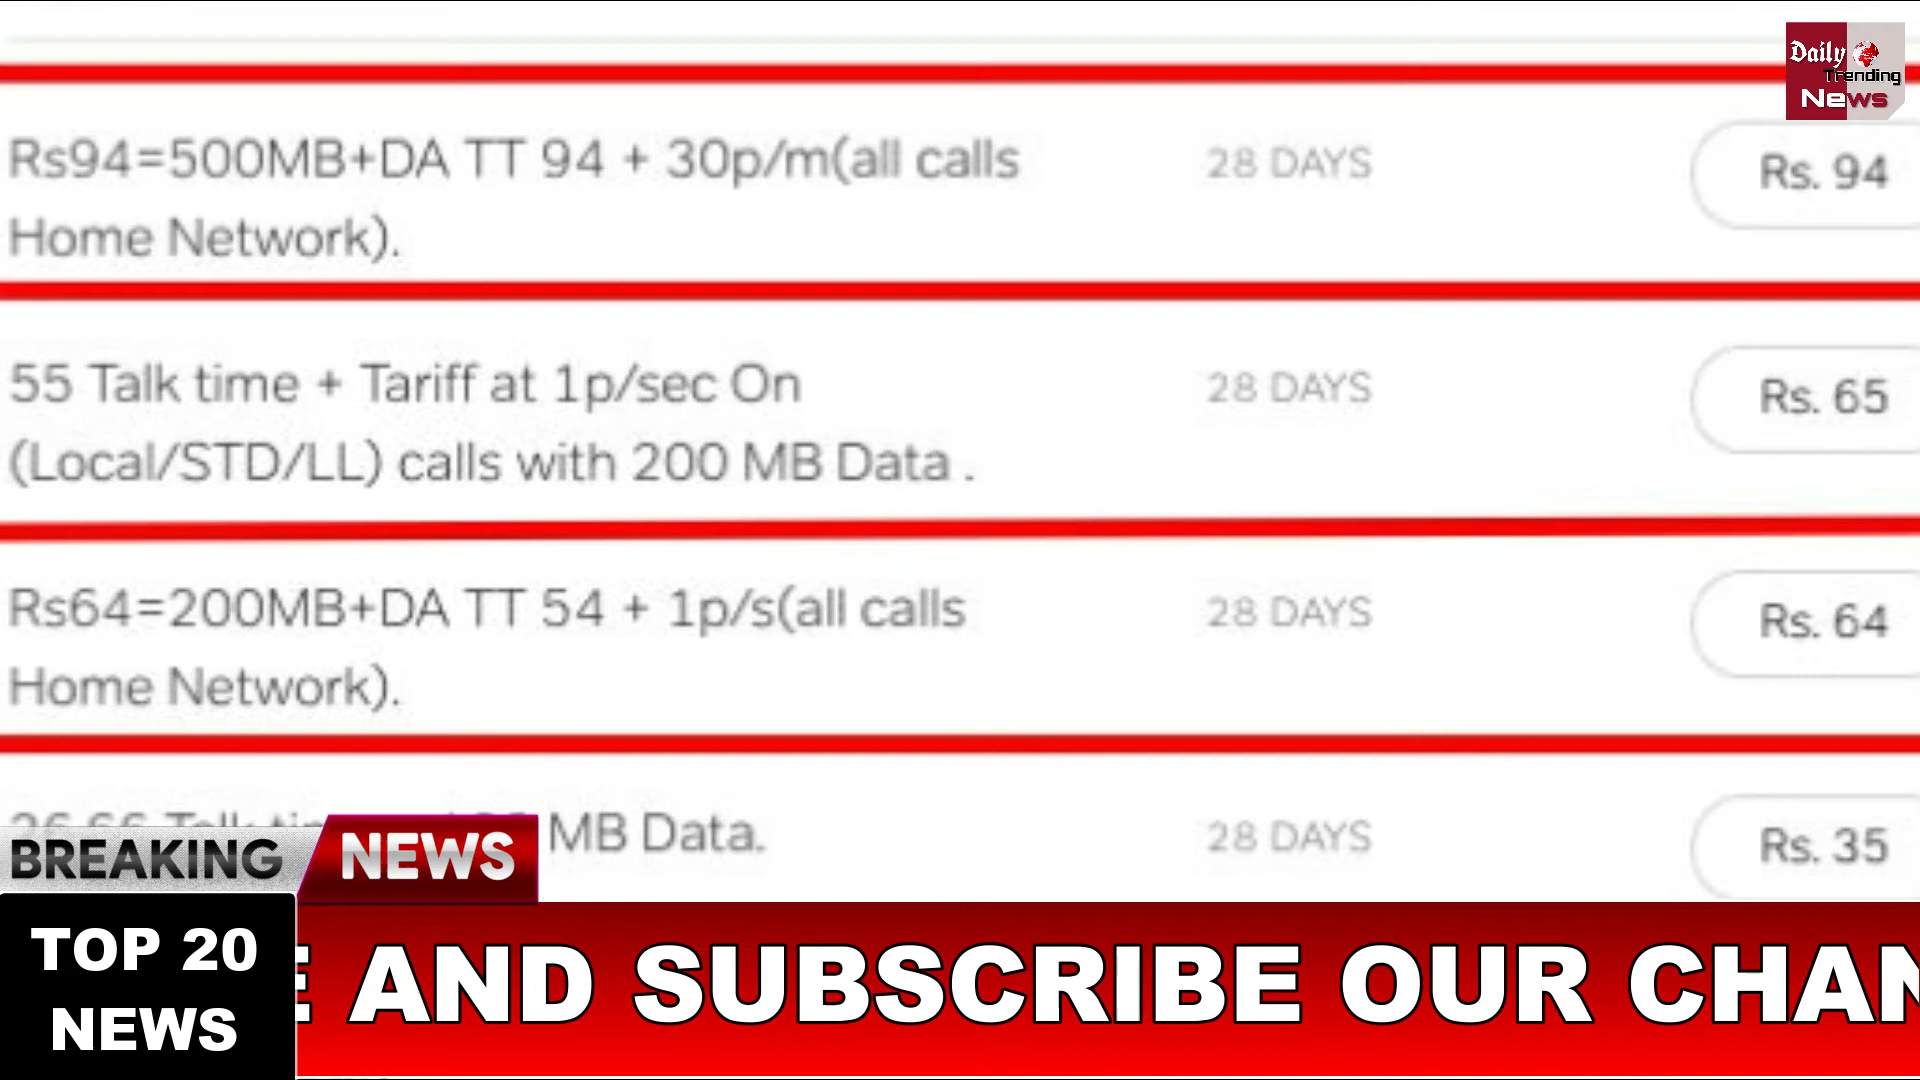 Daily
Trending
News
Rs94=500MB+DA TT 94 + 30p/m(all calls
Home Network).
28 DAYS
Rs. 94
55 Talk time + Tariff at 1p/sec On
(Local/STD/LL) calls with 200 MB Data .
28 DAYS
Rs. 65
Rs64=200MB+DA TT 54 + 1p/s(all calls
Home Network).
28 DAYS
Rs. 64
MB Data.
28 DAYS
Rs. 35
BREAKING NEWS
TOP 20
NEWS
AND SUBSCRIBE OUR